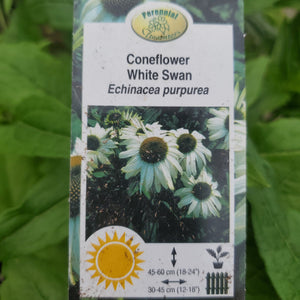 Perennial
Coneflower
White Swan
Echinacea purpurea
45-60 cm (18-24")
30-45 cm (12-18")